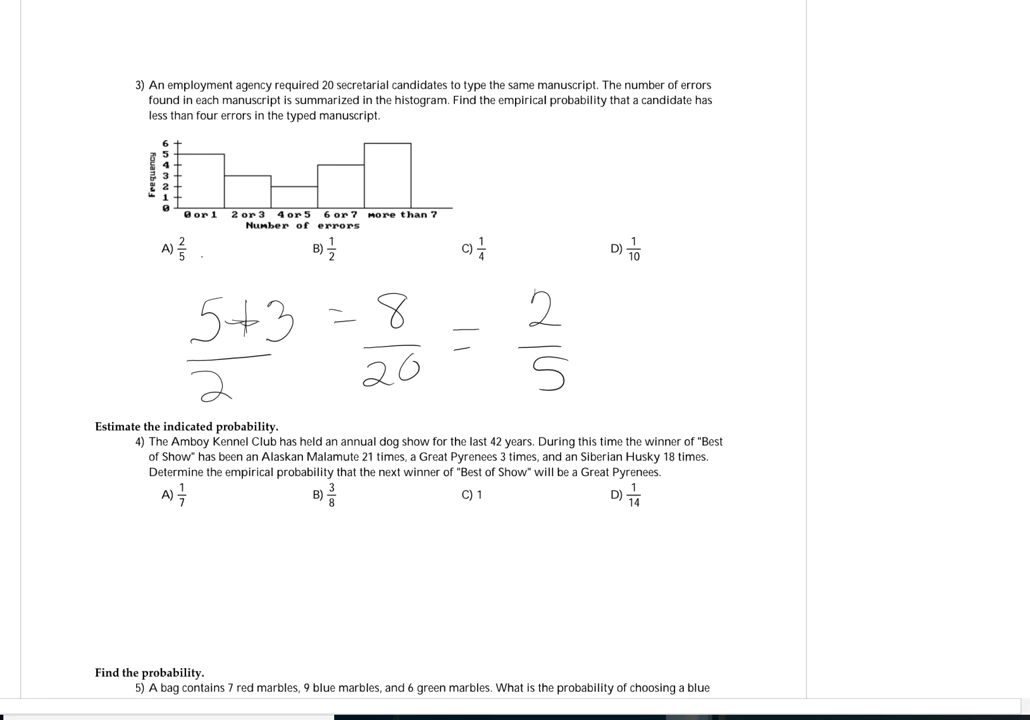 3) An employment agency required 20 secretarial candidates to type the same manuscript. The number of errors
found in each manuscript is summarized in the histogram. Find the empirical probability that a candidate has
less than four errors in the typed manuscript.
6
5
4
3
2
1
0
Frequency
0 or 1 2 or 3 4 or 5 6 or 7 more than 7
Number of errors
A) 2/5 B) 1/2 C) 1/4 D) 1/10
5+3/2 = 8/20 = 2/5
Estimate the indicated probability.
4) The Amboy Kennel Club has held an annual dog show for the last 42 years. During this time the winner of "Best
of Show" has been an Alaskan Malamute 21 times, a Great Pyrenees 3 times, and an Siberian Husky 18 times.
Determine the empirical probability that the next winner of "Best of Show" will be a Great Pyrenees.
A) 1/7 B) 3/8 C) 1 D) 1/14
Find the probability.
5) A bag contains 7 red marbles, 9 blue marbles, and 6 green marbles. What is the probability of choosing a blue